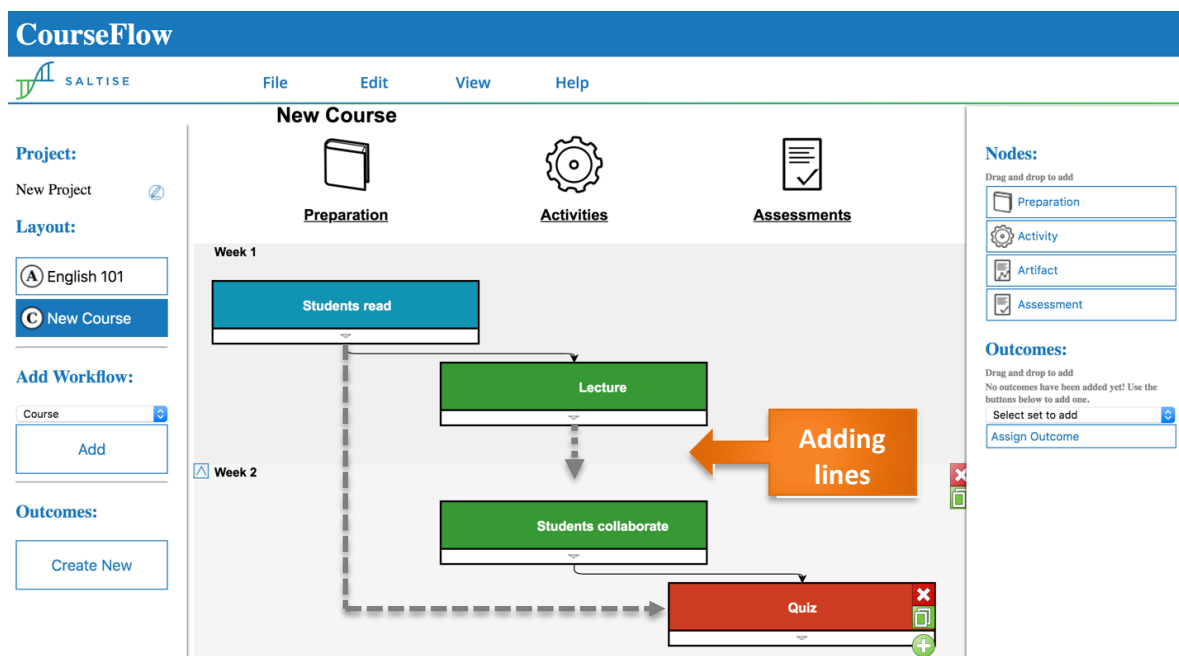 CourseFlow
SALTISE
File Edit View Help
Project:
New Project
Layout:
A English 101
C New Course
Add Workflow:
Course
Add
Outcomes:
Create New
New Course
Preparation Activities Assessments
Week 1
Students read
Lecture
Adding
lines
Week 2
Students collaborate
Quiz
Nodes:
Drag and drop to add
Preparation
Activity
Artifact
Assessment
Outcomes:
Drag and drop to add
No outcomes have been added yet! Use the
buttons below to add one.
Select set to add
Assign Outcome